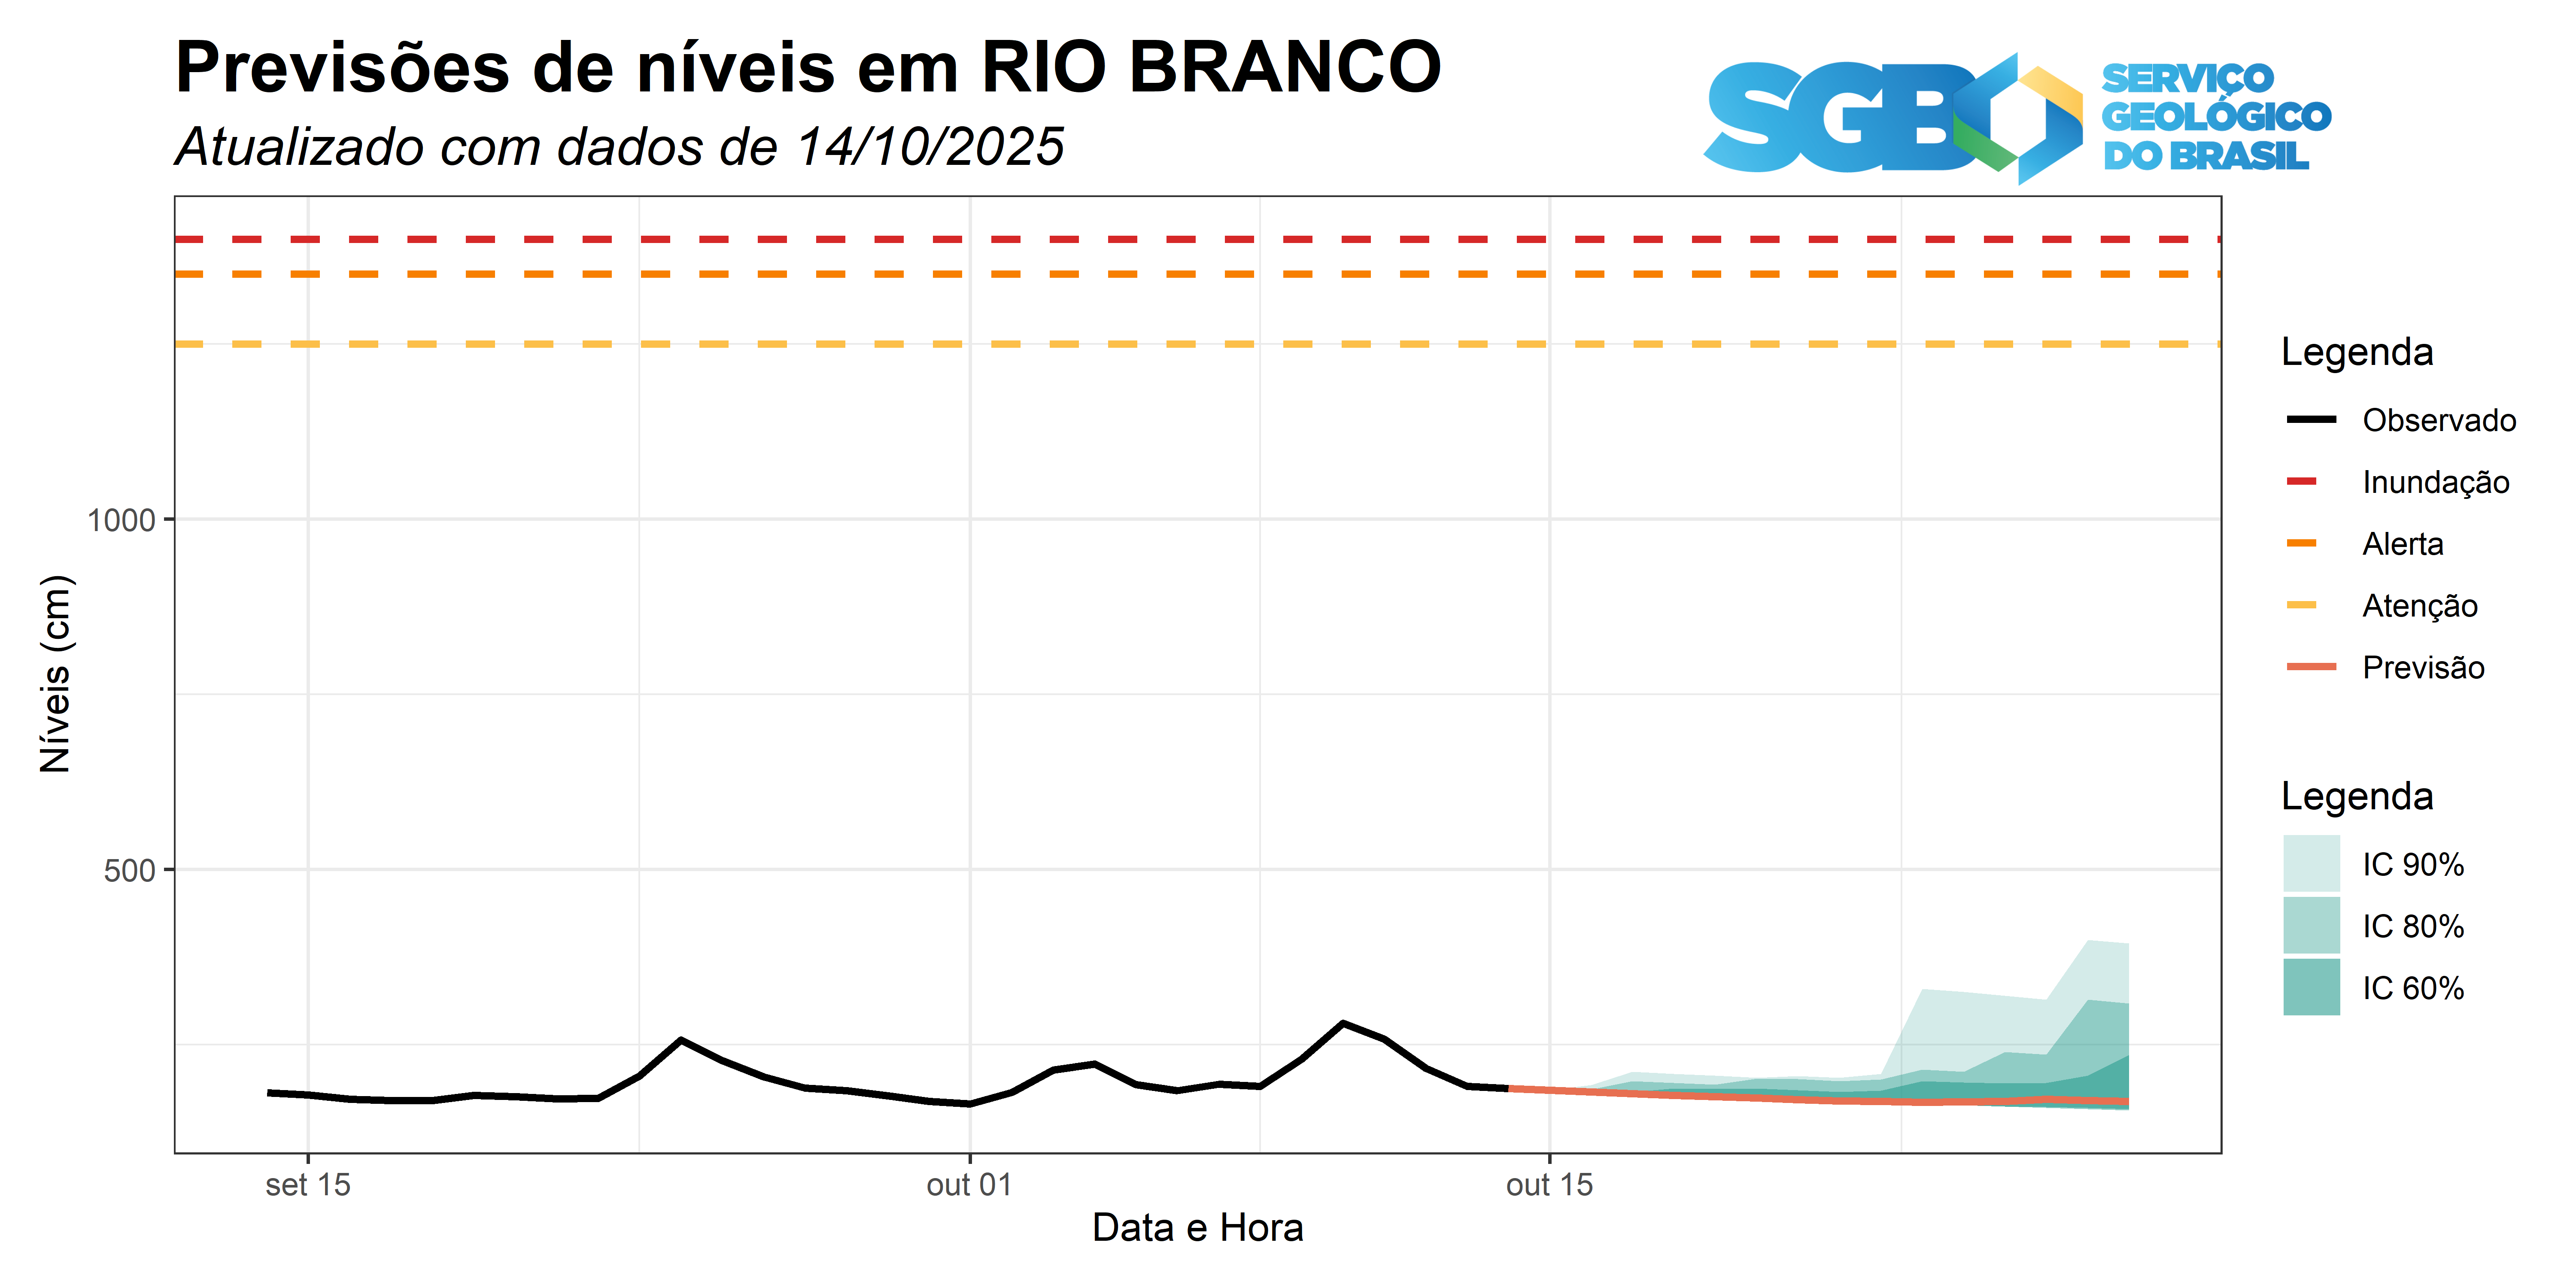 Previsões de níveis em RIO BRANCO
Atualizado com dados de 14/10/2025
SGB
SERVIÇO
GEOLÓGICO
DO BRASIL
Níveis (cm)
1000
500
set 15
out 01
out 15
Data e Hora
Legenda
Observado
Inundação
Alerta
Atenção
Previsão
Legenda
IC 90%
IC 80%
IC 60%